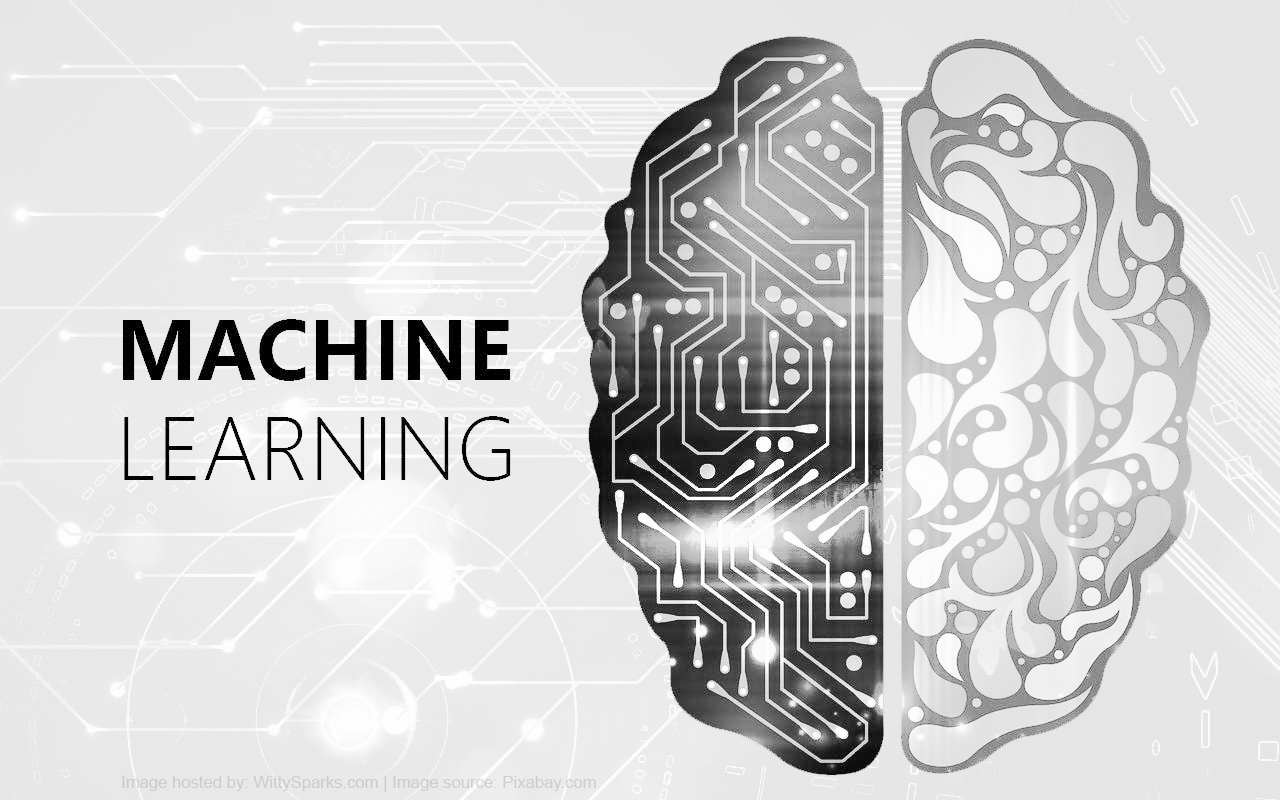 MACHINE
LEARNING
Image hosted by: WittySparks.com | Image source: Pixabay.com